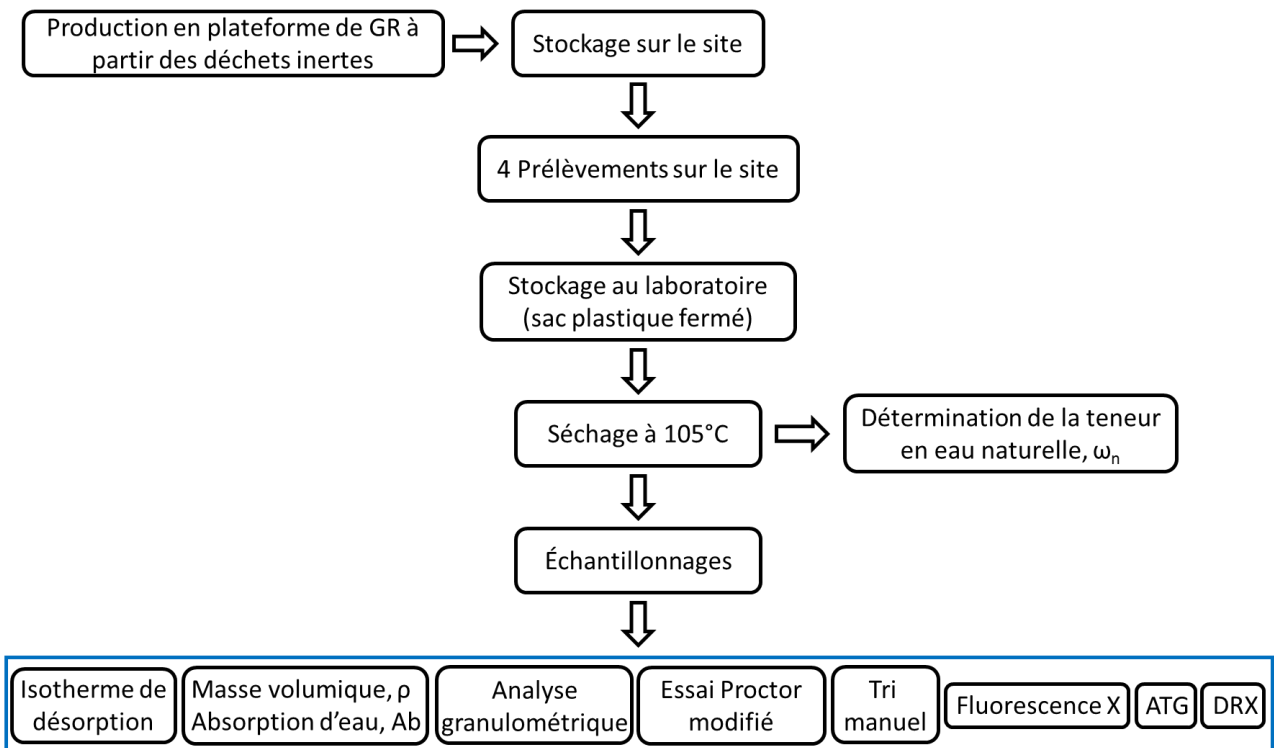 Production en plateforme de GR à
partir des déchets inertes
Stockage sur le site
4 Prélèvements sur le site
Stockage au laboratoire
(sac plastique fermé)
Séchage à 105°C
Détermination de la teneur
en eau naturelle, ωn
Échantillonnages
Isotherme de
désorption
Masse volumique, ρ
Absorption d'eau, Ab
Analyse
granulométrique
Essai Proctor
modifié
Tri
manuel
Fluorescence X
ATG
DRX